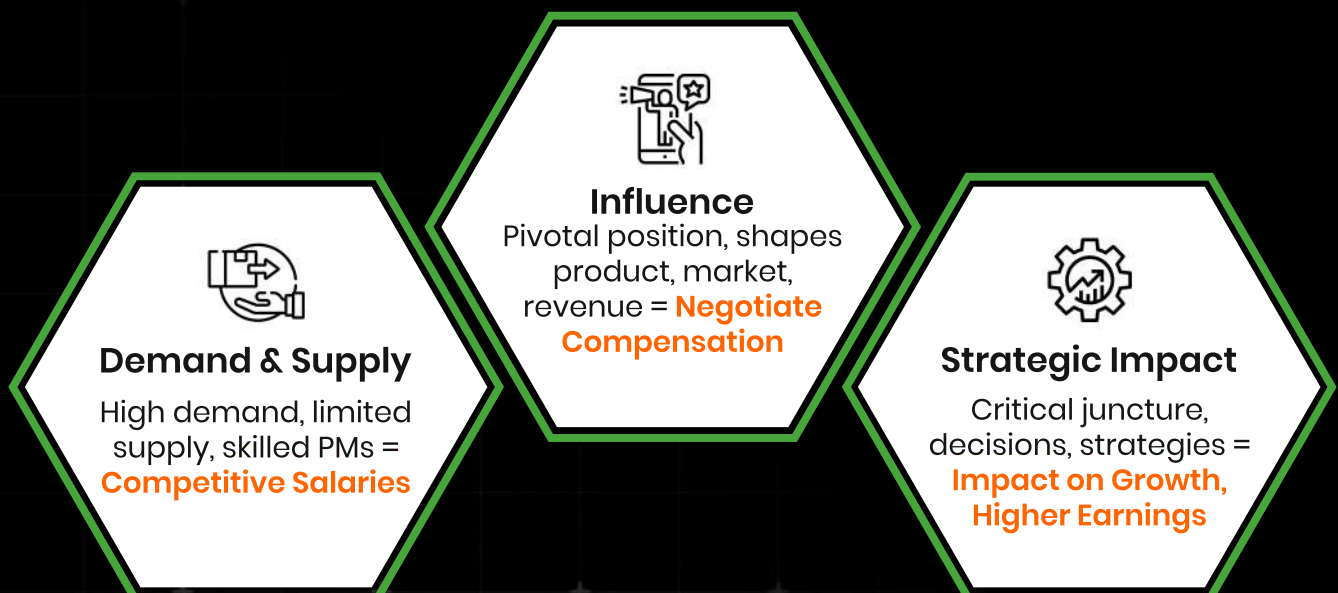 Influence
Pivotal position, shapes
product, market,
revenue = Negotiate
Compensation
Demand & Supply
High demand, limited
supply, skilled PMs =
Competitive Salaries
Strategic Impact
Critical juncture,
decisions, strategies =
Impact on Growth,
Higher Earnings